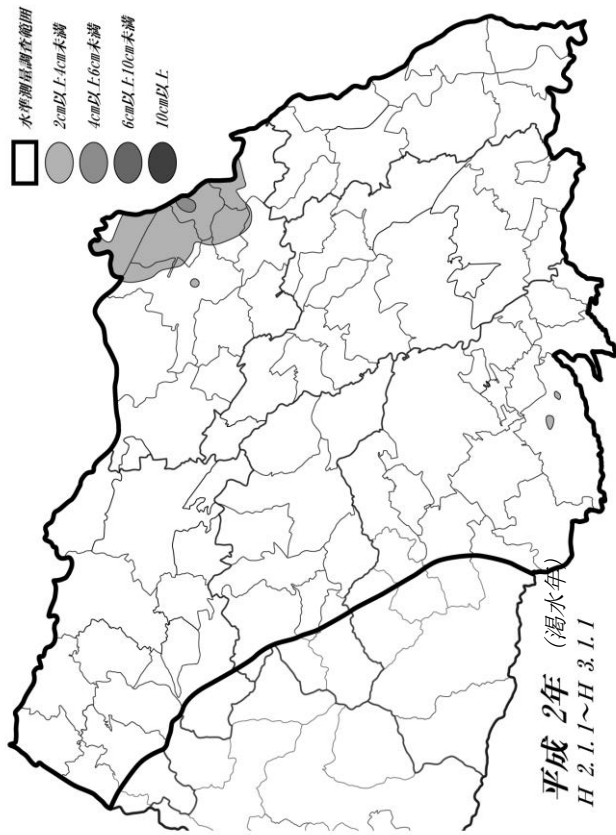 水準測量調査範囲
2cm以上4cm未満
4cm以上6cm未満
6cm以上10cm未満
10cm以上
平成 2年 (渇水年)
H 2.1.1～H 3.1.1